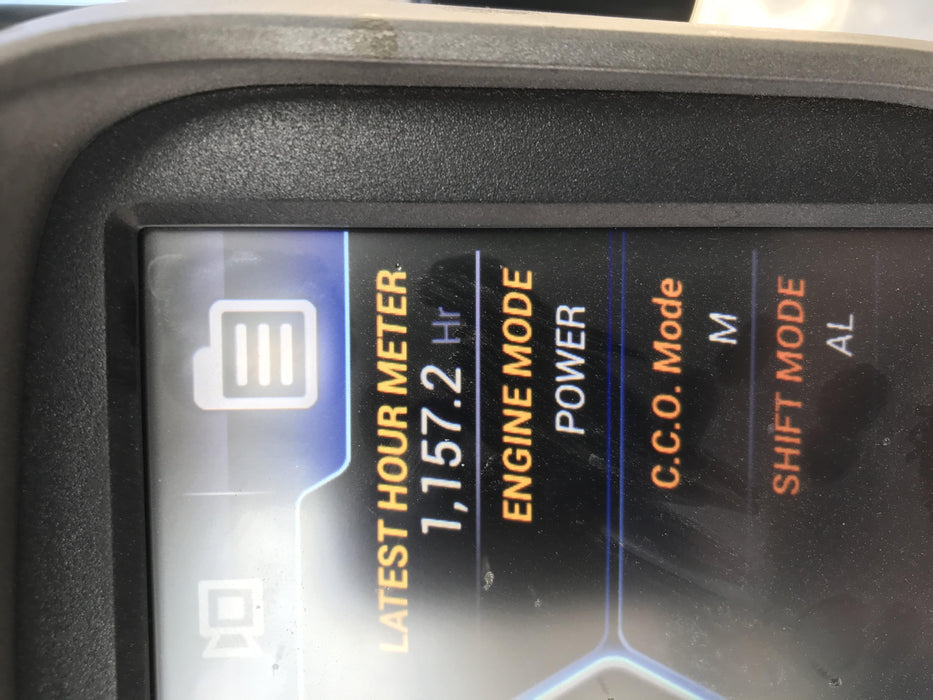 LATEST HOUR METER
1,157.2 Hr
ENGINE MODE
POWER
C.C.O. Mode
M
SHIFT MODE
AL